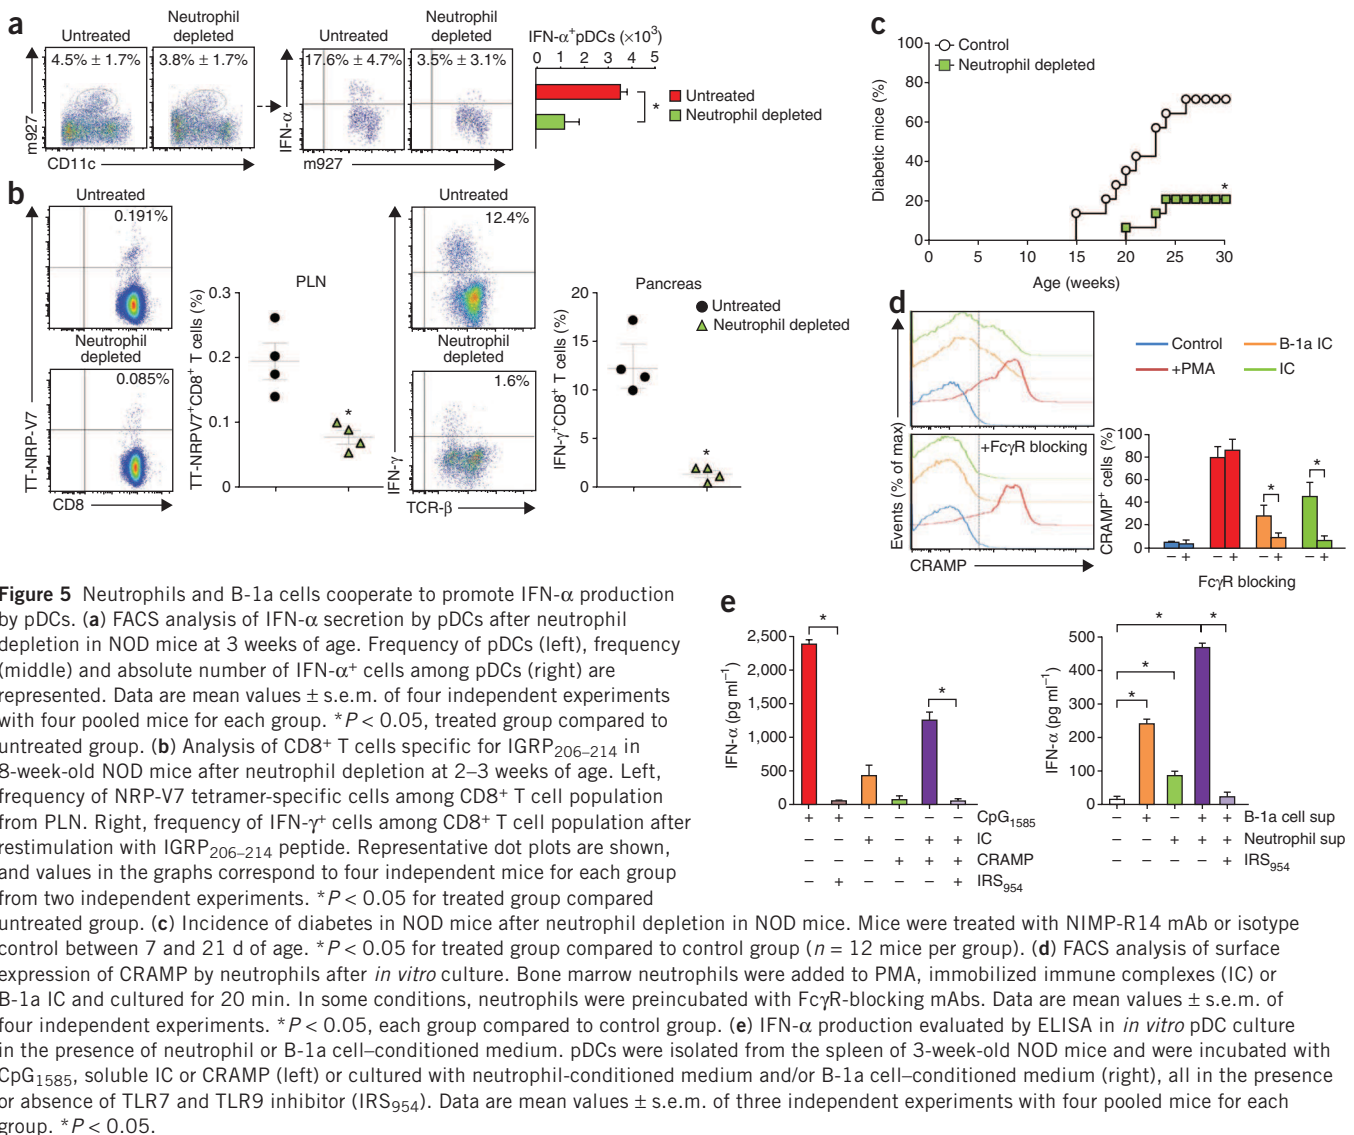 a
Untreated
Neutrophil
depleted
4.5% ± 1.7%
3.8% ± 1.7%
m927
CD11c
Untreated
Neutrophil
depleted
17.6% ± 4.7%
3.5% ± 3.1%
IFN-α
m927
IFN-α⁺pDCs (×10³)
0 1 2 3 4 5
*
Untreated
Neutrophil depleted
b
Untreated
0.191%
Neutrophil
depleted
0.085%
TT-NRP-V7
CD8
PLN
TT-NRPV7⁺CD8⁺ T cells (%)
0.3
0.2
0.1
0
*
Untreated
12.4%
Neutrophil
depleted
1.6%
IFN-γ
TCR-β
Pancreas
IFN-γ⁺CD8⁺ T cells (%)
20
15
10
5
0
*
Untreated
Neutrophil depleted
c
Control
Neutrophil depleted
Diabetic mice (%)
100
80
60
40
20
0
*
0 5 10 15 20 25 30
Age (weeks)
d
Events (% of max)
+FcγR blocking
CRAMP
Control
+PMA
B-1a IC
IC
CRAMP⁺ cells (%)
100
80
60
40
20
0
* *
– + – + – + – +
FcγR blocking
e
IFN-α (pg ml⁻¹)
2,500
2,000
1,500
1,000
500
0
* *
+ – – – – – CpG₁₅₈₅
– – + – + + IC
– – – + + + CRAMP
– + – – – + IRS₉₅₄
IFN-α (pg ml⁻¹)
500
400
300
200
100
0
* * * *
– + – + + B-1a cell sup
– – + + + Neutrophil sup
– – – – + IRS₉₅₄
Figure 5 Neutrophils and B-1a cells cooperate to promote IFN-α production
by pDCs. (a) FACS analysis of IFN-α secretion by pDCs after neutrophil
depletion in NOD mice at 3 weeks of age. Frequency of pDCs (left), frequency
(middle) and absolute number of IFN-α⁺ cells among pDCs (right) are
represented. Data are mean values ± s.e.m. of four independent experiments
with four pooled mice for each group. *P < 0.05, treated group compared to
untreated group. (b) Analysis of CD8⁺ T cells specific for IGRP₂₀₆₋₂₁₄ in
8-week-old NOD mice after neutrophil depletion at 2–3 weeks of age. Left,
frequency of NRP-V7 tetramer-specific cells among CD8⁺ T cell population
from PLN. Right, frequency of IFN-γ⁺ cells among CD8⁺ T cell population after
restimulation with IGRP₂₀₆₋₂₁₄ peptide. Representative dot plots are shown,
and values in the graphs correspond to four independent mice for each group
from two independent experiments. *P < 0.05 for treated group compared
untreated group. (c) Incidence of diabetes in NOD mice after neutrophil depletion in NOD mice. Mice were treated with NIMP-R14 mAb or isotype
control between 7 and 21 d of age. *P < 0.05 for treated group compared to control group (n = 12 mice per group). (d) FACS analysis of surface
expression of CRAMP by neutrophils after in vitro culture. Bone marrow neutrophils were added to PMA, immobilized immune complexes (IC) or
B-1a IC and cultured for 20 min. In some conditions, neutrophils were preincubated with FcγR-blocking mAbs. Data are mean values ± s.e.m. of
four independent experiments. *P < 0.05, each group compared to control group. (e) IFN-α production evaluated by ELISA in in vitro pDC culture
in the presence of neutrophil or B-1a cell–conditioned medium. pDCs were isolated from the spleen of 3-week-old NOD mice and were incubated with
CpG₁₅₈₅, soluble IC or CRAMP (left) or cultured with neutrophil-conditioned medium and/or B-1a cell–conditioned medium (right), all in the presence
or absence of TLR7 and TLR9 inhibitor (IRS₉₅₄). Data are mean values ± s.e.m. of three independent experiments with four pooled mice for each
group. *P < 0.05.